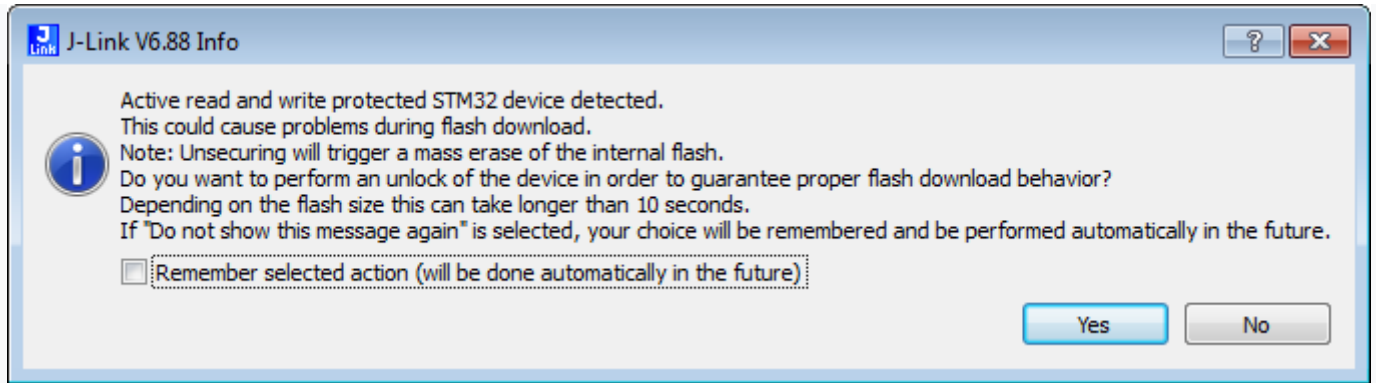 J Link J-Link V6.88 Info
Active read and write protected STM32 device detected.
This could cause problems during flash download.
Note: Unsecuring will trigger a mass erase of the internal flash.
Do you want to perform an unlock of the device in order to guarantee proper flash download behavior?
Depending on the flash size this can take longer than 10 seconds.
If "Do not show this message again" is selected, your choice will be remembered and be performed automatically in the future.
Remember selected action (will be done automatically in the future)
Yes No